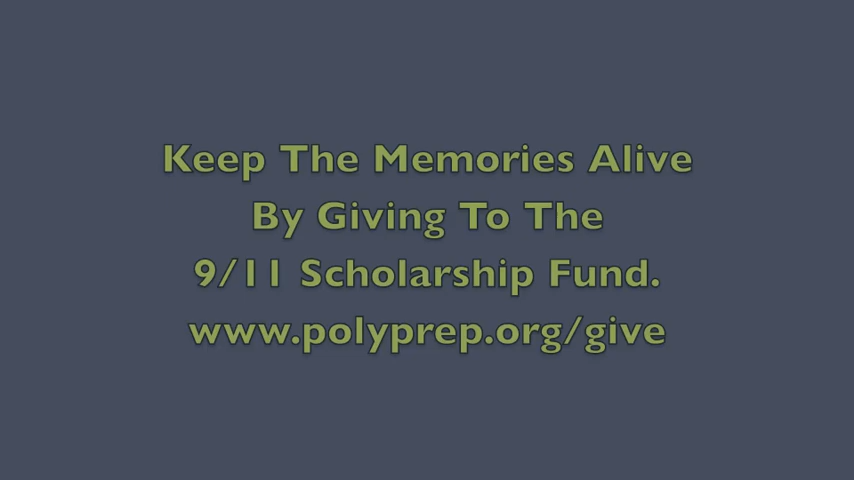 Keep The Memories Alive
By Giving To The
9/11 Scholarship Fund.
www.polyprep.org/give